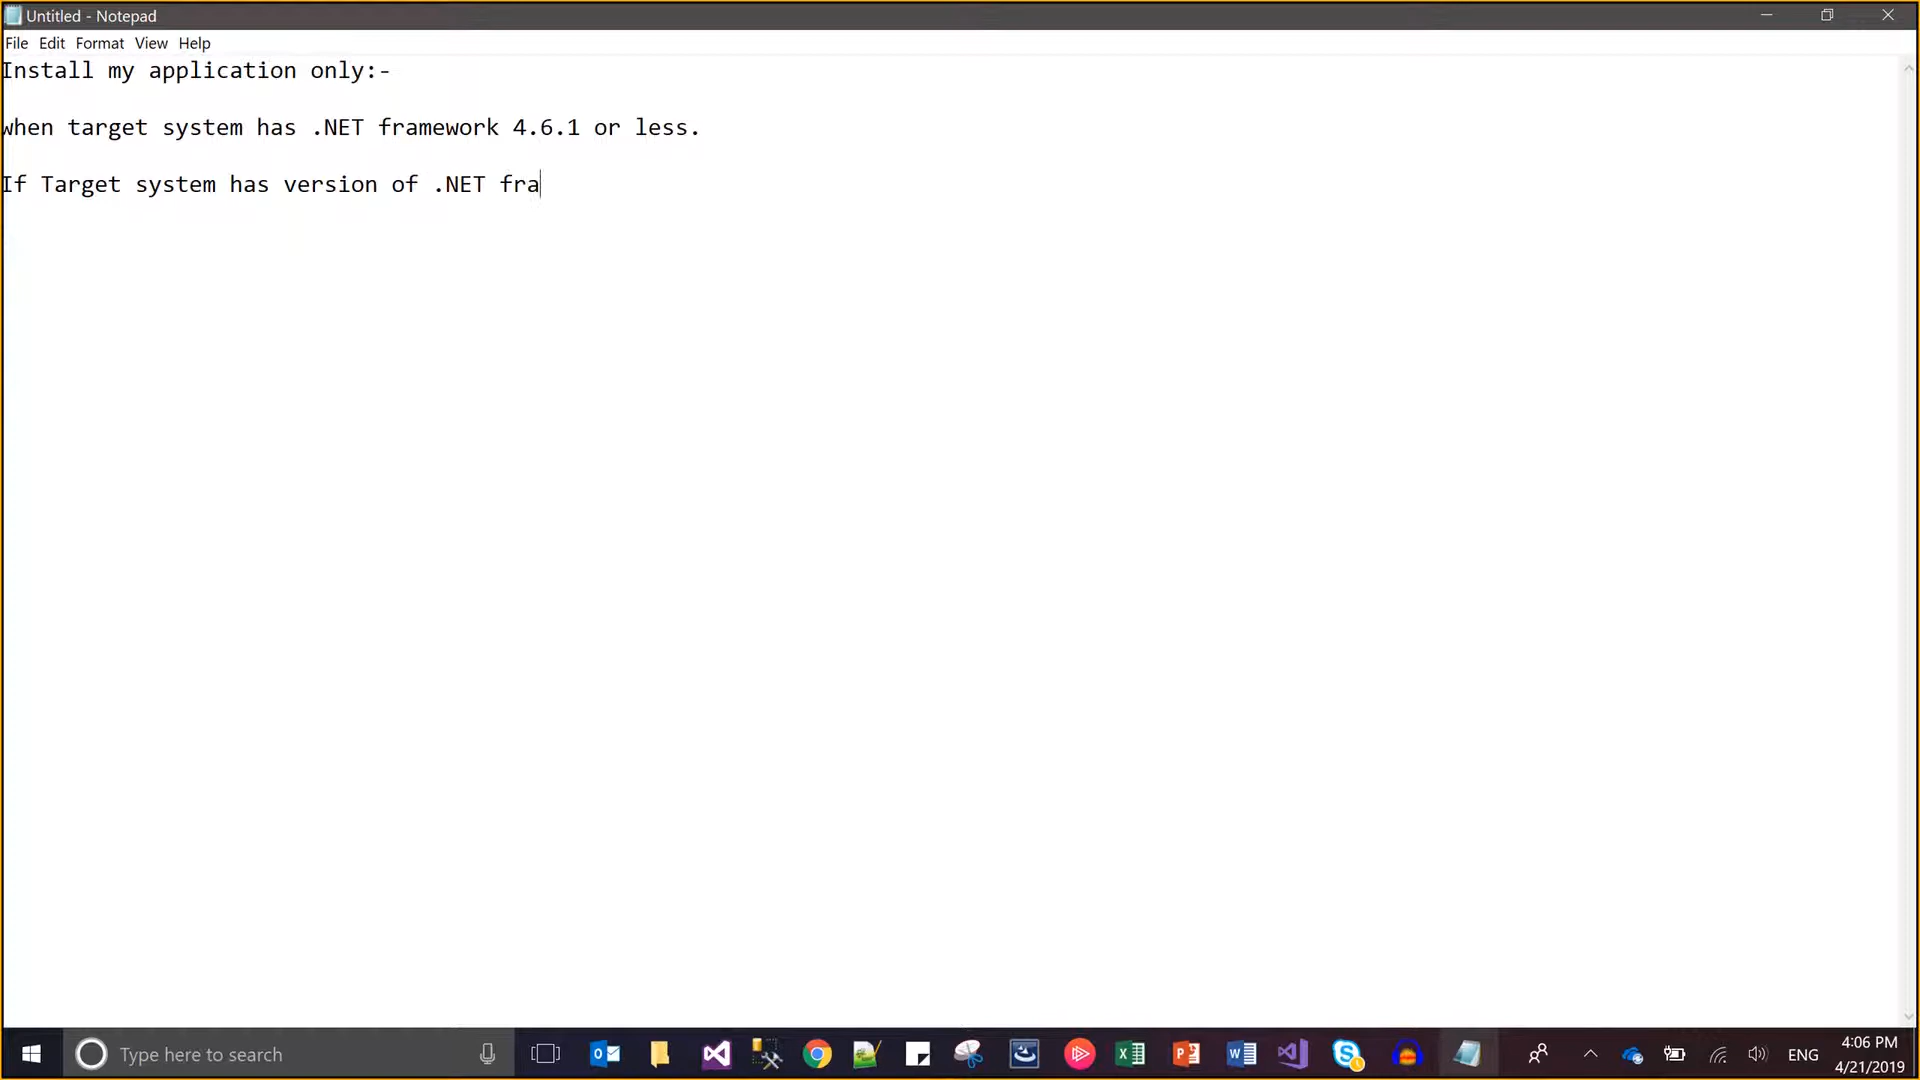 Untitled - Notepad
File Edit Format View Help
Install my application only:-
when target system has .NET framework 4.6.1 or less.
If Target system has version of .NET fra
Type here to search
ENG
4:06 PM
4/21/2019